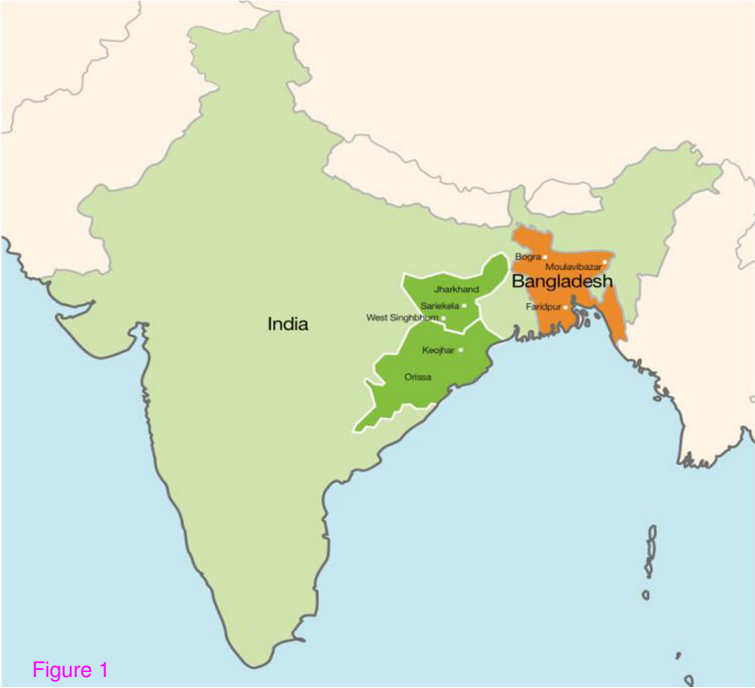 Bogra
Moulavibazar
Bangladesh
Jharkhand
Sariekela
Faridpur
West Singhbhum
India
Keojhar
Orissa
Figure 1